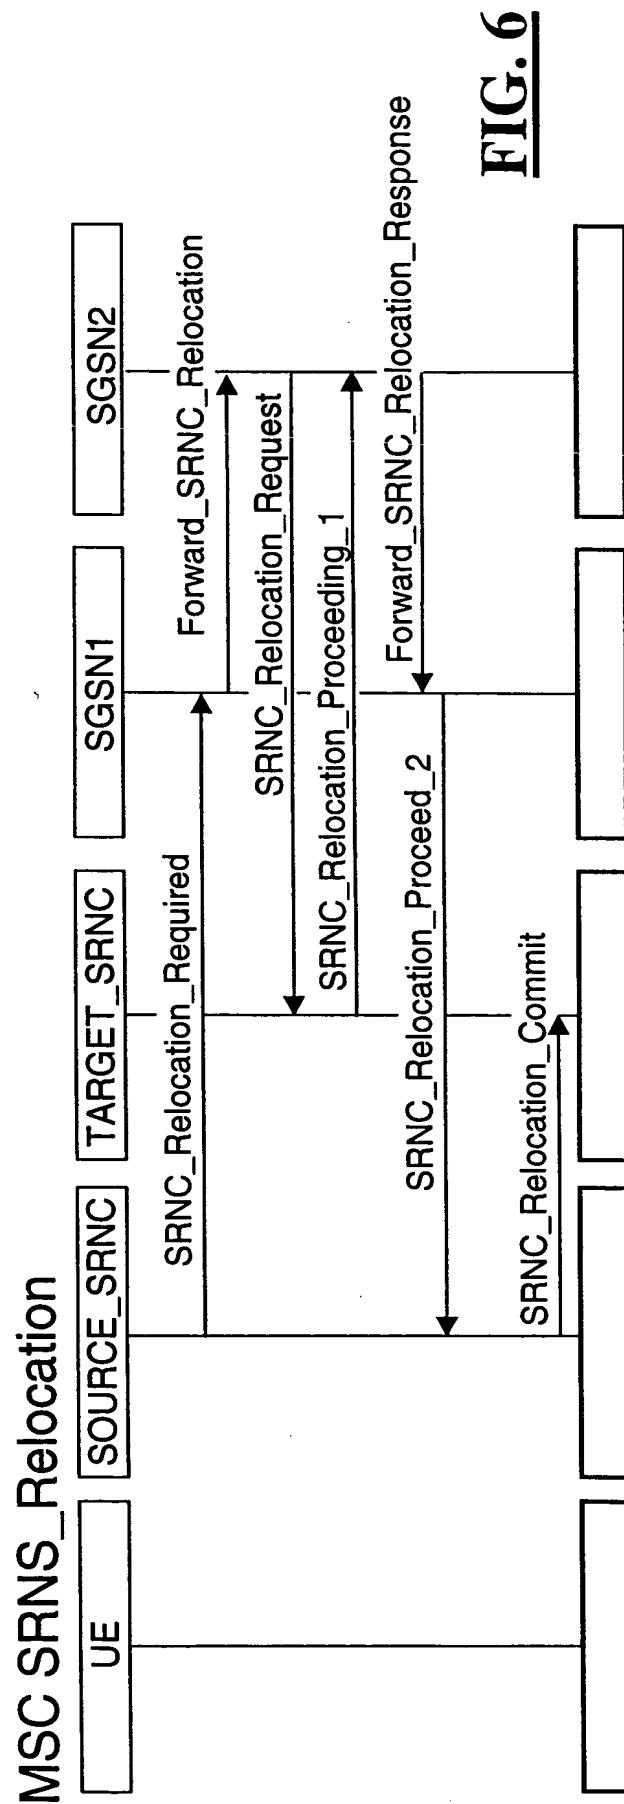 MSC SRNS_Relocation
UE
SOURCE_SRNC
TARGET_SRNC
SGSN1
SGSN2
SRNC_Relocation_Required
Forward_SRNC_Relocation
SRNC_Relocation_Request
SRNC_Relocation_Proceeding_1
Forward_SRNC_Relocation_Response
SRNC_Relocation_Proceed_2
SRNC_Relocation_Commit
FIG. 6